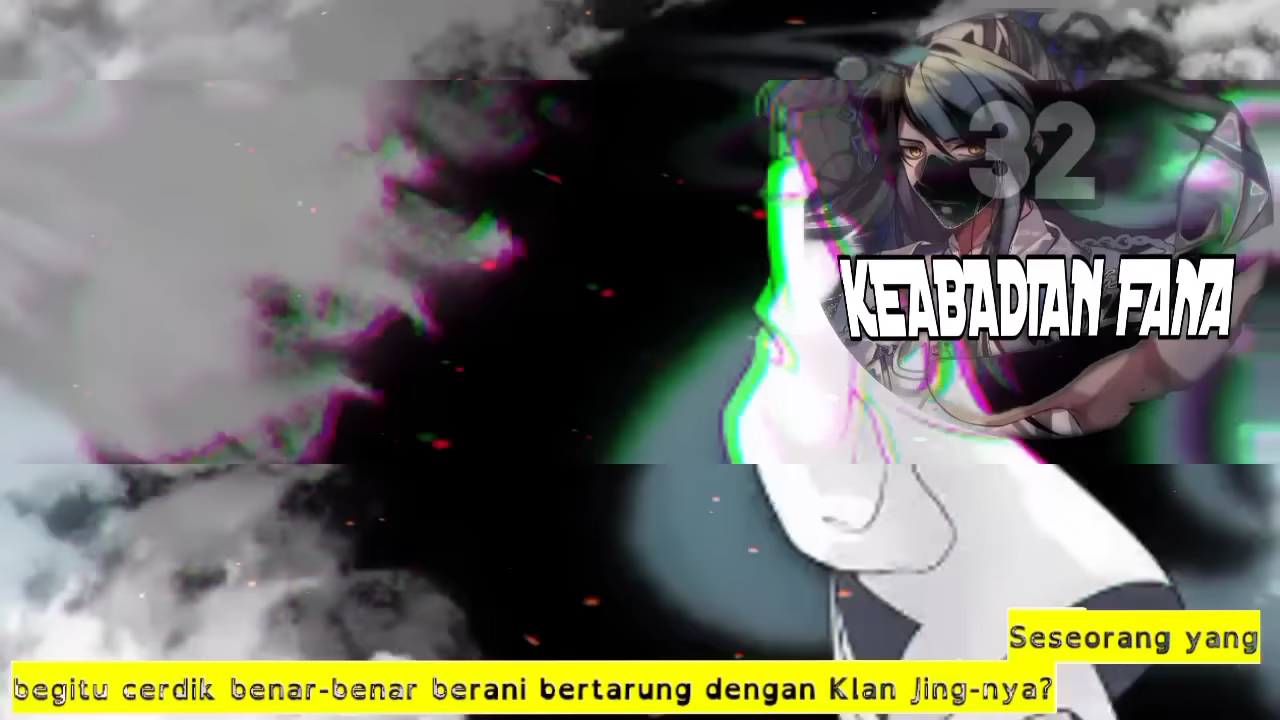 32
KEABADIAN FANA
Seseorang yang
begitu cerdik benar-benar berani bertarung dengan Klan Jing-nya?